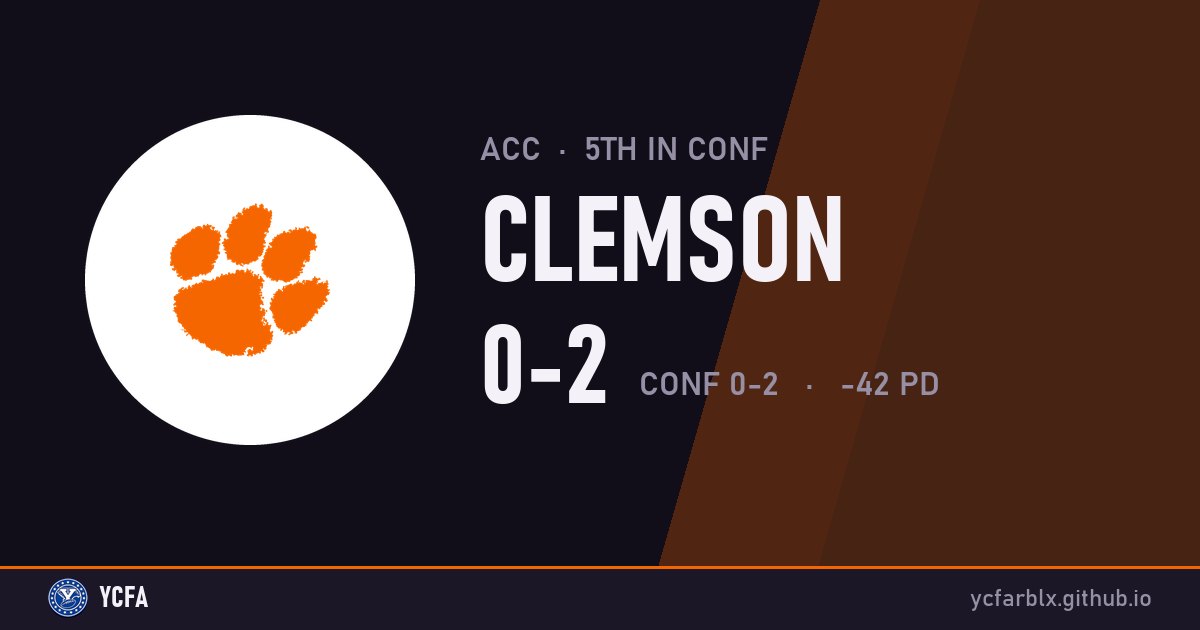 ACC · 5TH IN CONF
CLEMSON
0-2 CONF 0-2 · -42 PD
YCFA ycfarblx.github.io